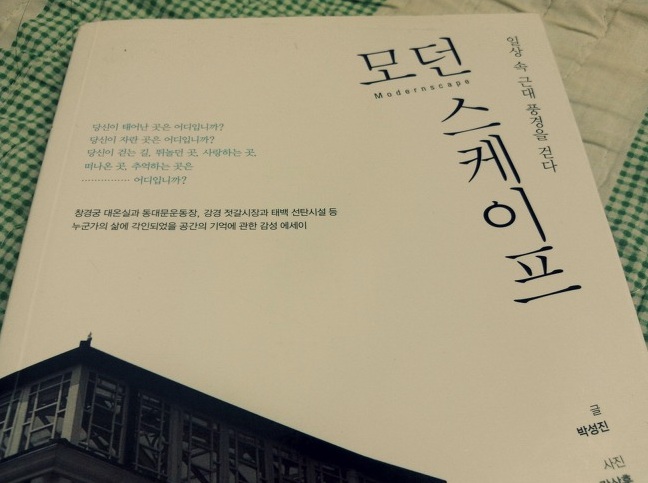 모던
스케이프
Modernscape
일상 속 근대 풍경을 걷다
당신이 태어난 곳은 어디입니까?
당신이 자란 곳은 어디입니까?
당신이 걷는 길, 뛰놀던 곳, 사랑하는 곳,
떠나온 곳, 추억하는 곳은
··············· 어디입니까?
창경궁 대온실과 동대문운동장, 강경 젓갈시장과 태백 선탄시설 등
누군가의 삶에 각인되었을 공간의 기억에 관한 감성 에세이
글
박성진
사진